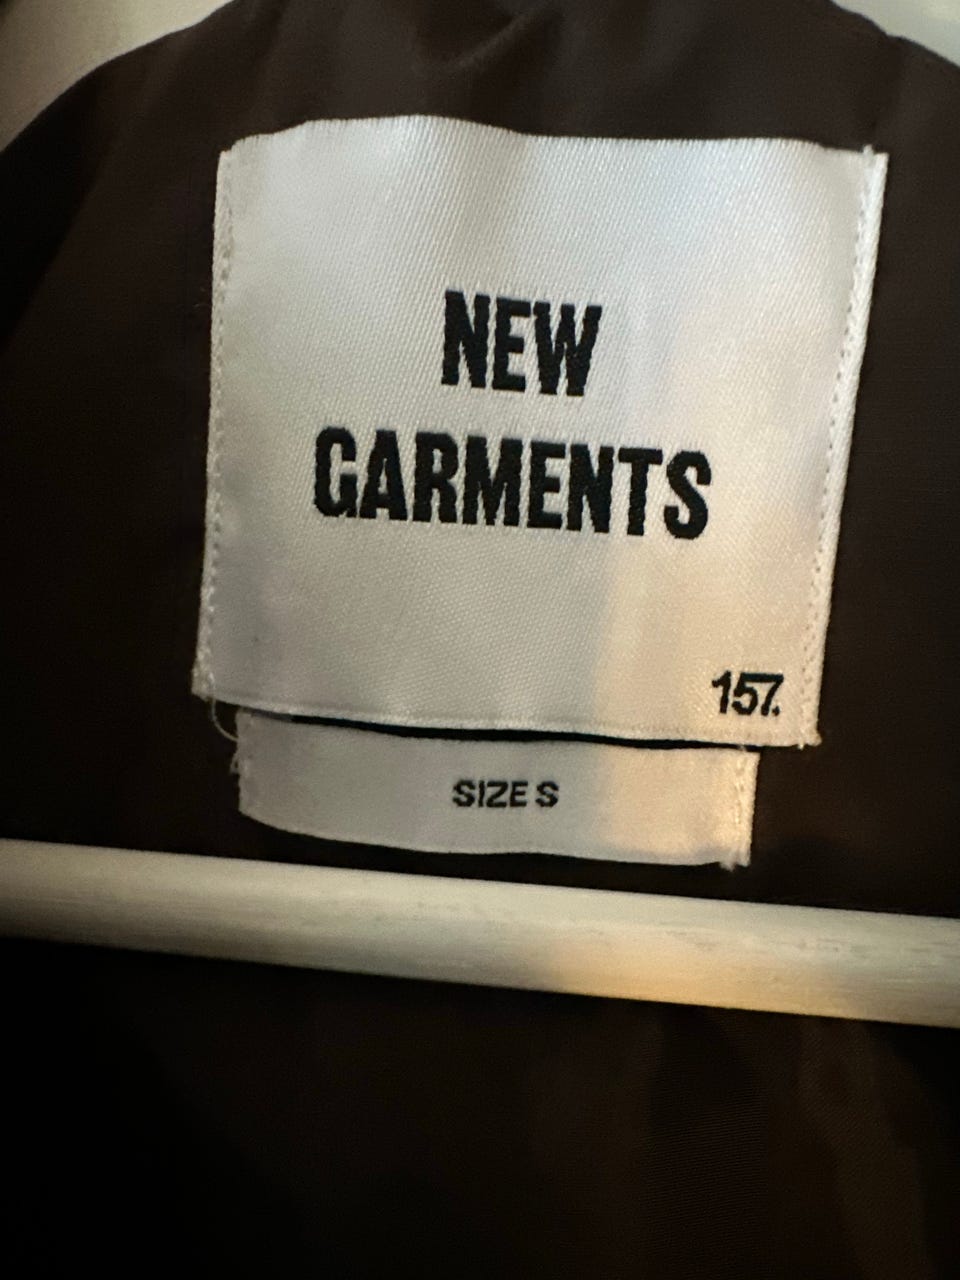 NEW
GARMENTS
157.
SIZE S